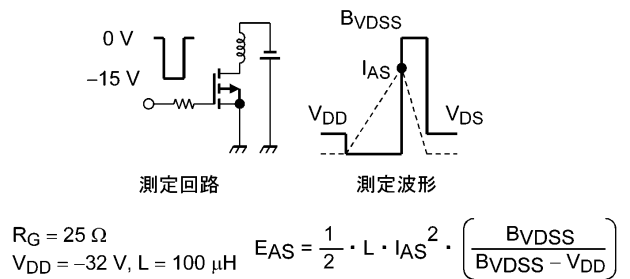 0 V
−15 V
BVDSS
IAS
VDD
VDS
測定回路
測定波形
RG = 25 Ω
VDD = −32 V, L = 100 μH
EAS = 1/2 · L · IAS² · (BVDSS / (BVDSS − VDD))